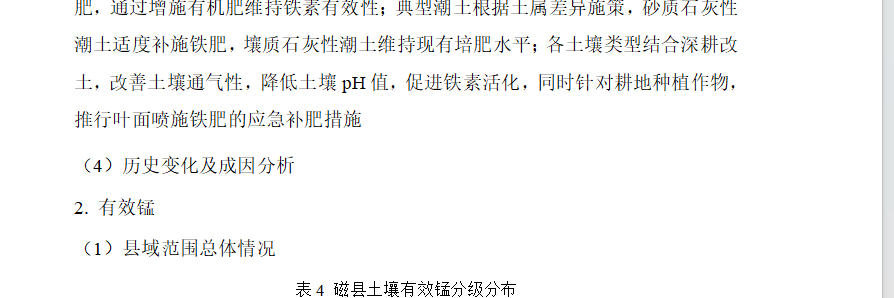 肥，通过增施有机肥维持铁素有效性；典型潮土根据土属差异施策，砂质石灰性
潮土适度补施铁肥，壤质石灰性潮土维持现有培肥水平；各土壤类型结合深耕改
土，改善土壤通气性，降低土壤 pH 值，促进铁素活化，同时针对耕地种植作物，
推行叶面喷施铁肥的应急补肥措施
（4）历史变化及成因分析
2. 有效锰
（1）县域范围总体情况
表 4 磁县土壤有效锰分级分布